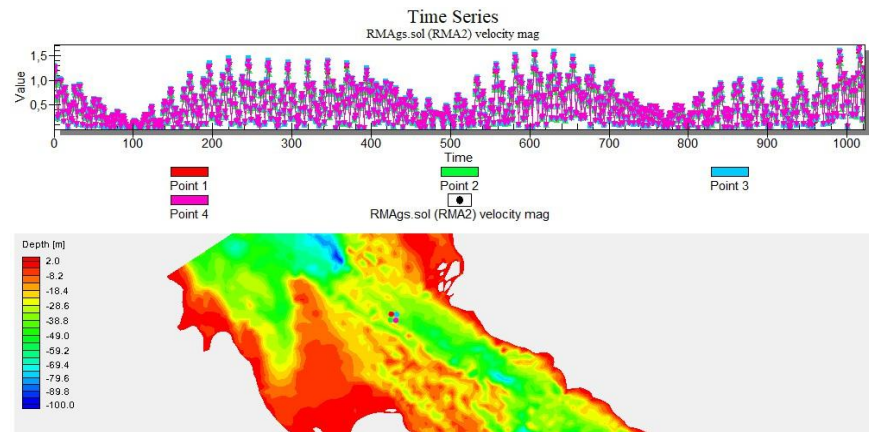 Time Series
RMAgs.sol (RMA2) velocity mag
Value
1.5
1.0
0.5
0 100 200 300 400 500 600 700 800 900 1000
Time
Point 1 Point 2 Point 3
Point 4 RMAgs.sol (RMA2) velocity mag
Depth [m]
2.0
-8.2
-18.4
-28.6
-38.8
-49.0
-59.2
-69.4
-79.6
-89.8
-100.0